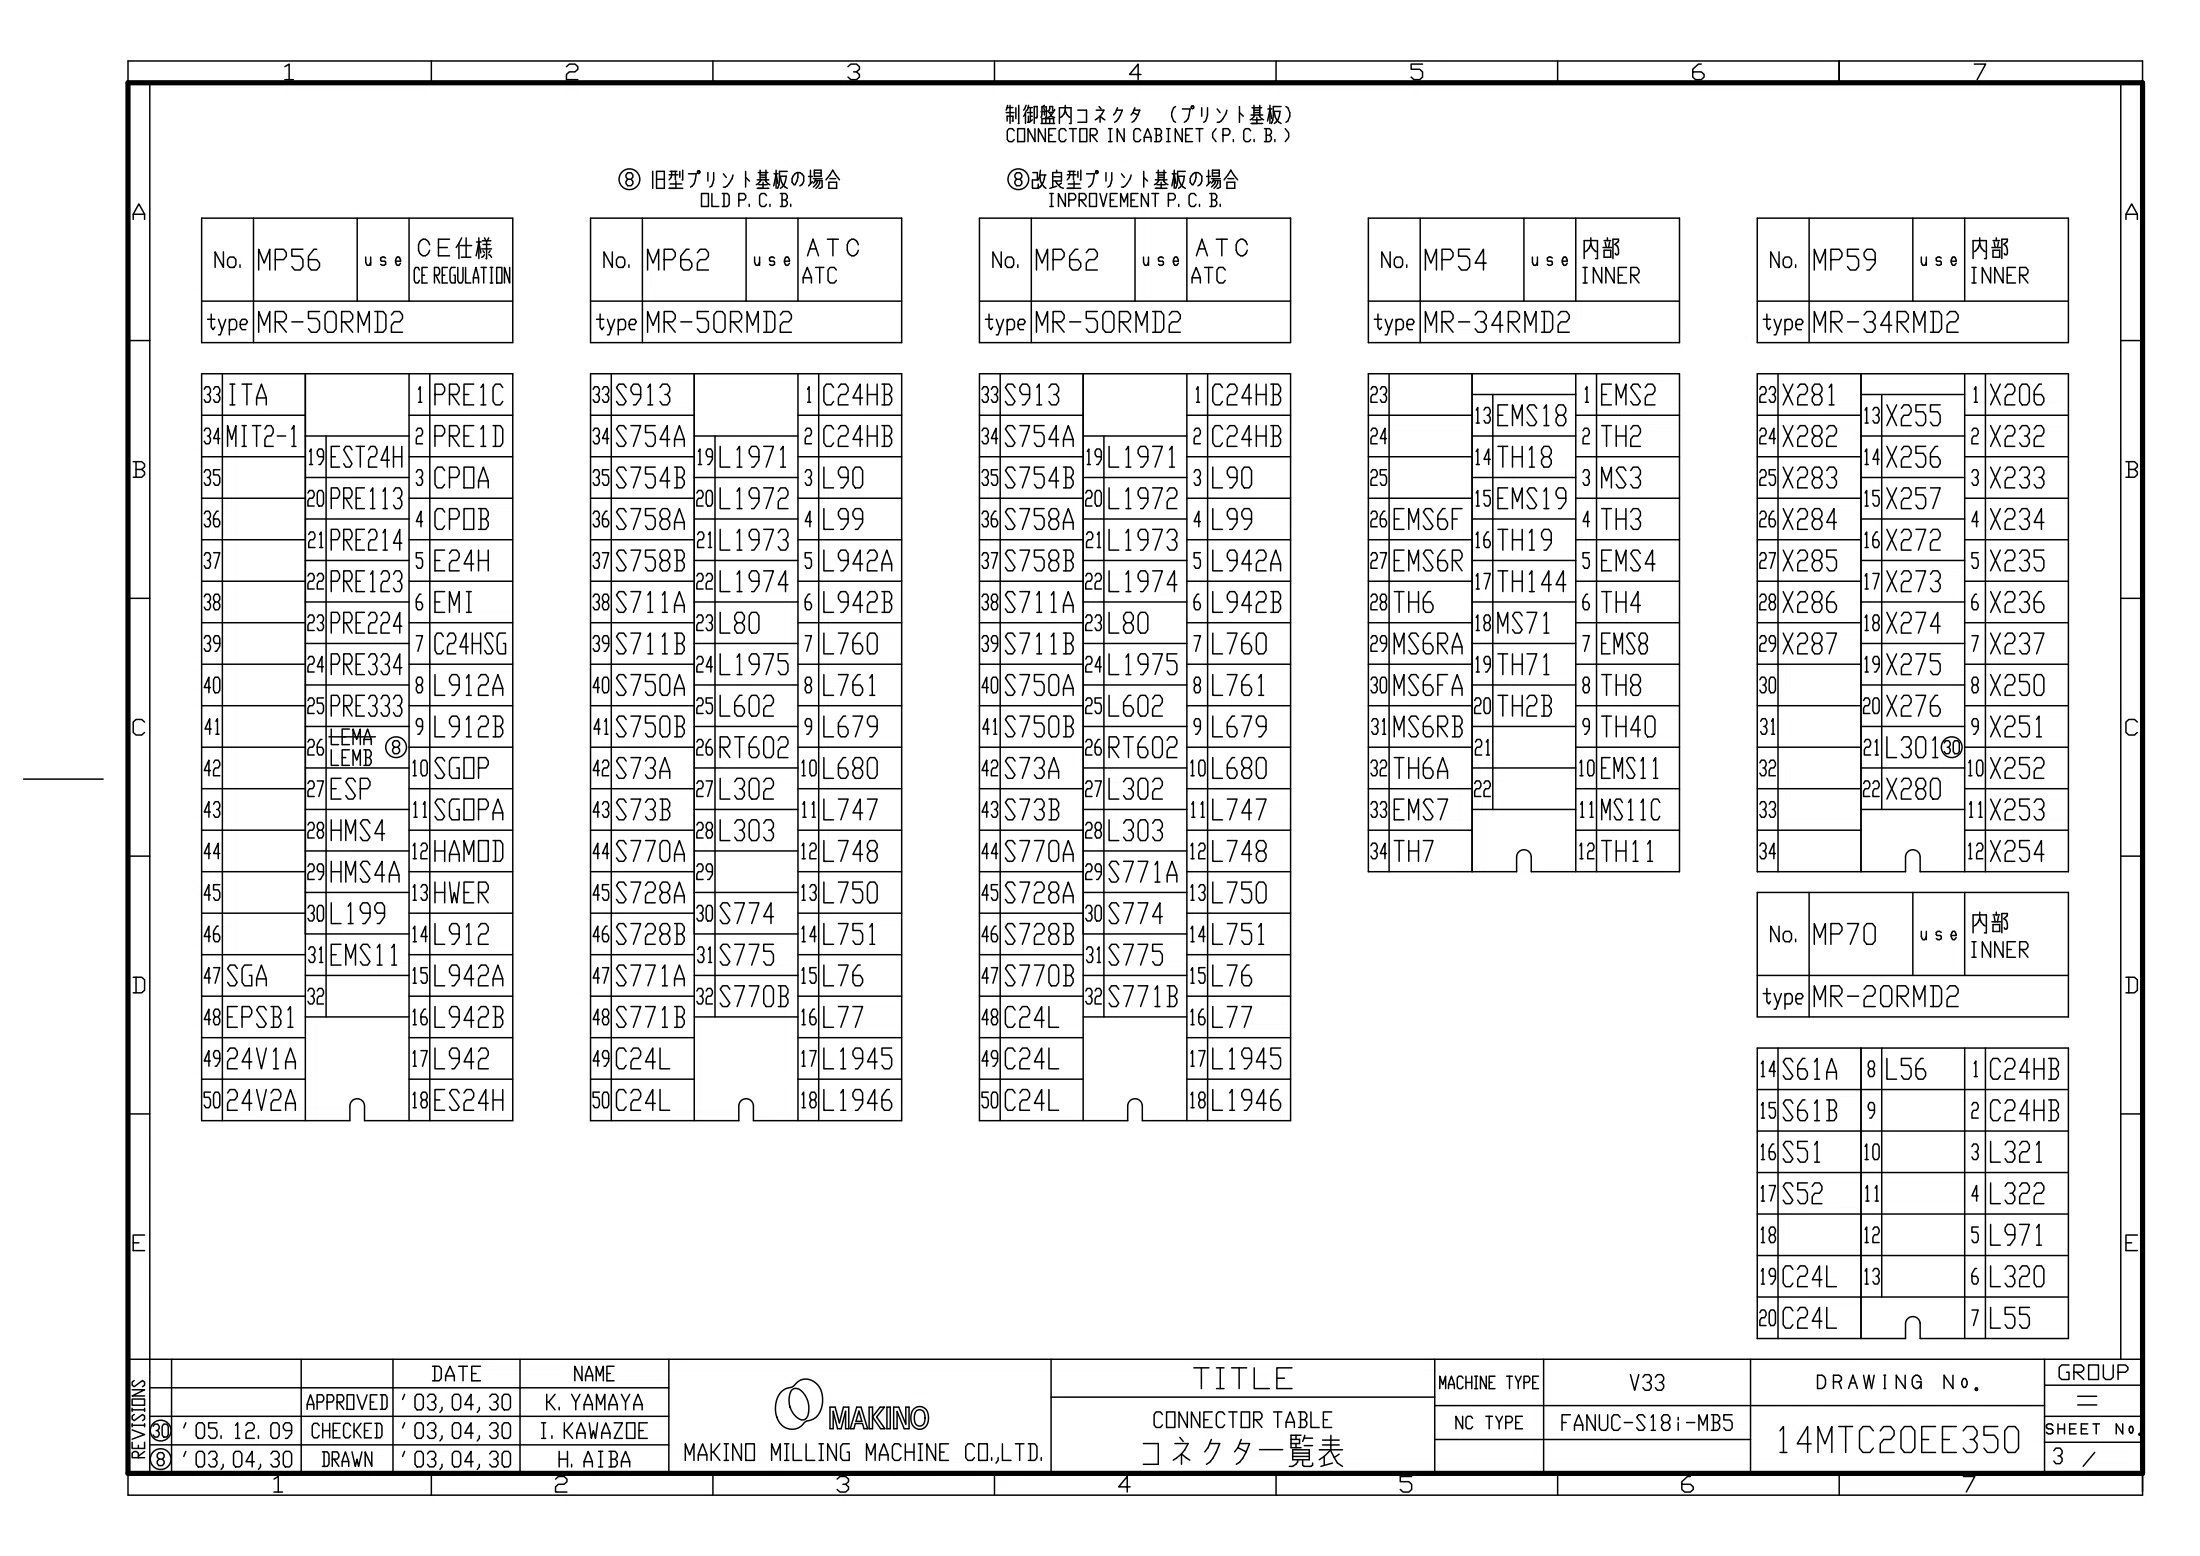 1 2 3 4 5 6 7
制御盤内コネクタ （プリント基板）
CONNECTOR IN CABINET (P. C. B. )
⑧ 旧型プリント基板の場合
OLD P. C. B.
⑧改良型プリント基板の場合
INPROVEMENT P. C. B.
A
B
C
D
E
No. MP56 use CE仕様
CE REGULATION
type MR-50RMD2
33 ITA
34 MIT2-1
35
36
37
38
39
40
41
42
43
44
45
46
47 SGA
48 EPSB1
49 24V1A
50 24V2A
19 EST24H
20 PRE113
21 PRE214
22 PRE123
23 PRE224
24 PRE334
25 PRE333
26 LEMA
LEMB ⑧
27 ESP
28 HMS4
29 HMS4A
30 L199
31 EMS11
32
1 PRE1C
2 PRE1D
3 CPOA
4 CPOB
5 E24H
6 EMI
7 C24HSG
8 L912A
9 L912B
10 SGOP
11 SGOPA
12 HAMOD
13 HWER
14 L912
15 L942A
16 L942B
17 L942
18 ES24H
No. MP62 use ATC
ATC
type MR-50RMD2
33 S913
34 S754A
35 S754B
36 S758A
37 S758B
38 S711A
39 S711B
40 S750A
41 S750B
42 S73A
43 S73B
44 S770A
45 S728A
46 S728B
47 S771A
48 S771B
49 C24L
50 C24L
19 L1971
20 L1972
21 L1973
22 L1974
23 L80
24 L1975
25 L602
26 RT602
27 L302
28 L303
29
30 S774
31 S775
32 S770B
1 C24HB
2 C24HB
3 L90
4 L99
5 L942A
6 L942B
7 L760
8 L761
9 L679
10 L680
11 L747
12 L748
13 L750
14 L751
15 L76
16 L77
17 L1945
18 L1946
No. MP62 use ATC
ATC
type MR-50RMD2
33 S913
34 S754A
35 S754B
36 S758A
37 S758B
38 S711A
39 S711B
40 S750A
41 S750B
42 S73A
43 S73B
44 S770A
45 S728A
46 S728B
47 S770B
48 C24L
49 C24L
50 C24L
19 L1971
20 L1972
21 L1973
22 L1974
23 L80
24 L1975
25 L602
26 RT602
27 L302
28 L303
29 S771A
30 S774
31 S775
32 S771B
1 C24HB
2 C24HB
3 L90
4 L99
5 L942A
6 L942B
7 L760
8 L761
9 L679
10 L680
11 L747
12 L748
13 L750
14 L751
15 L76
16 L77
17 L1945
18 L1946
No. MP54 use 内部
INNER
type MR-34RMD2
23
24
25
26 EMS6F
27 EMS6R
28 TH6
29 MS6RA
30 MS6FA
31 MS6RB
32 TH6A
33 EMS7
34 TH7
13 EMS18
14 TH18
15 EMS19
16 TH19
17 TH144
18 MS71
19 TH71
20 TH2B
21
22
1 EMS2
2 TH2
3 MS3
4 TH3
5 EMS4
6 TH4
7 EMS8
8 TH8
9 TH40
10 EMS11
11 MS11C
12 TH11
No. MP59 use 内部
INNER
type MR-34RMD2
23 X281
24 X282
25 X283
26 X284
27 X285
28 X286
29 X287
30
31
32
33
34
13 X255
14 X256
15 X257
16 X272
17 X273
18 X274
19 X275
20 X276
21 L301 ㉚
22 X280
1 X206
2 X232
3 X233
4 X234
5 X235
6 X236
7 X237
8 X250
9 X251
10 X252
11 X253
12 X254
No. MP70 use 内部
INNER
type MR-20RMD2
14 S61A
15 S61B
16 S51
17 S52
18
19 C24L
20 C24L
8 L56
9
10
11
12
13
1 C24HB
2 C24HB
3 L321
4 L322
5 L971
6 L320
7 L55
A
B
C
D
E
REVISIONS
DATE NAME
APPROVED '03,04,30 K. YAMAYA
㉚ '05. 12. 09 CHECKED '03,04,30 I. KAWAZOE
⑧ '03,04,30 DRAWN '03,04,30 H. AIBA
MAKINO
MAKINO MILLING MACHINE CO.,LTD.
TITLE
CONNECTOR TABLE
コネクター覧表
MACHINE TYPE V33
NC TYPE FANUC-S18i-MB5
DRAWING No.
14MTC20EE350
GROUP
=
SHEET No.
3 /
1 2 3 4 5 6 7